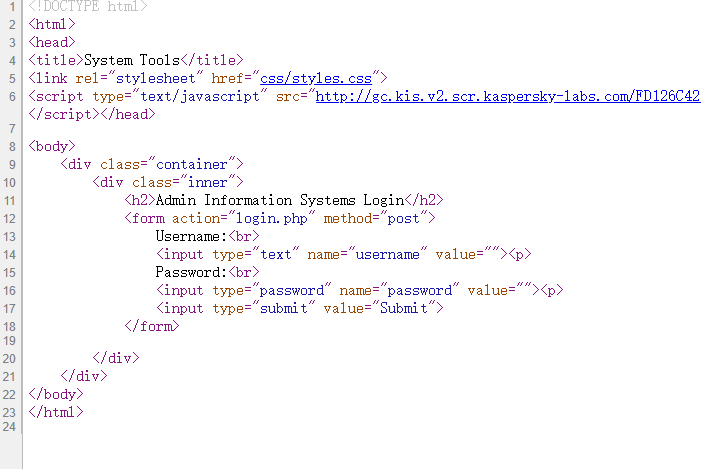 1 <!DOCTYPE html>
2 <html>
3 <head>
4 <title>System Tools</title>
5 <link rel="stylesheet" href="css/styles.css">
6 <script type="text/javascript" src="http://gc.kis.v2.scr.kaspersky-labs.com/FD126C42
</script></head>
7
8 <body>
9 <div class="container">
10 <div class="inner">
11 <h2>Admin Information Systems Login</h2>
12 <form action="login.php" method="post">
13 Username:<br>
14 <input type="text" name="username" value=""><p>
15 Password:<br>
16 <input type="password" name="password" value=""><p>
17 <input type="submit" value="Submit">
18 </form>
19
20 </div>
21 </div>
22 </body>
23 </html>
24